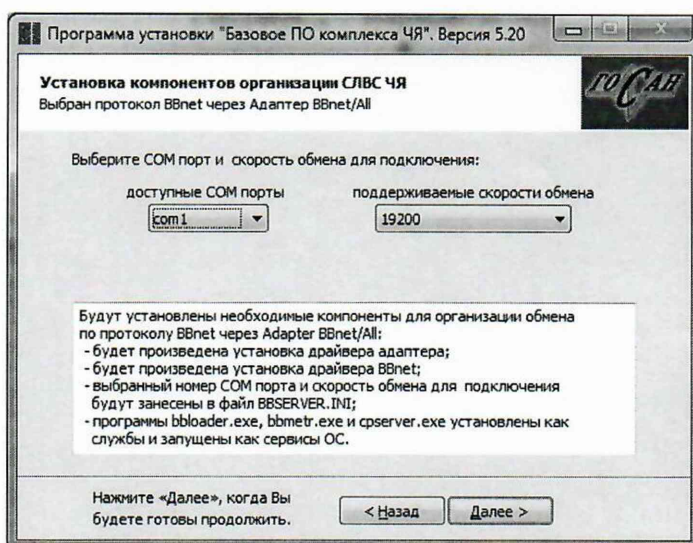 Программа установки "Базовое ПО комплекса ЧЯ". Версия 5.20
Установка компонентов организации СЛВС ЧЯ
Выбран протокол BBnet через Адаптер BBnet/All
ГОСАН
Выберите COM порт и скорость обмена для подключения:
доступные COM порты поддерживаемые скорости обмена
com1 19200
Будут установлены необходимые компоненты для организации обмена
по протоколу BBnet через Adapter BBnet/All:
- будет произведена установка драйвера адаптера;
- будет произведена установка драйвера BBnet;
- выбранный номер COM порта и скорость обмена для подключения
будут занесены в файл BBSERVER.INI;
- программы bbloader.exe, bbmetr.exe и cpserver.exe установлены как
службы и запущены как сервисы ОС.
Нажмите «Далее», когда Вы
будете готовы продолжить.
< Назад Далее >